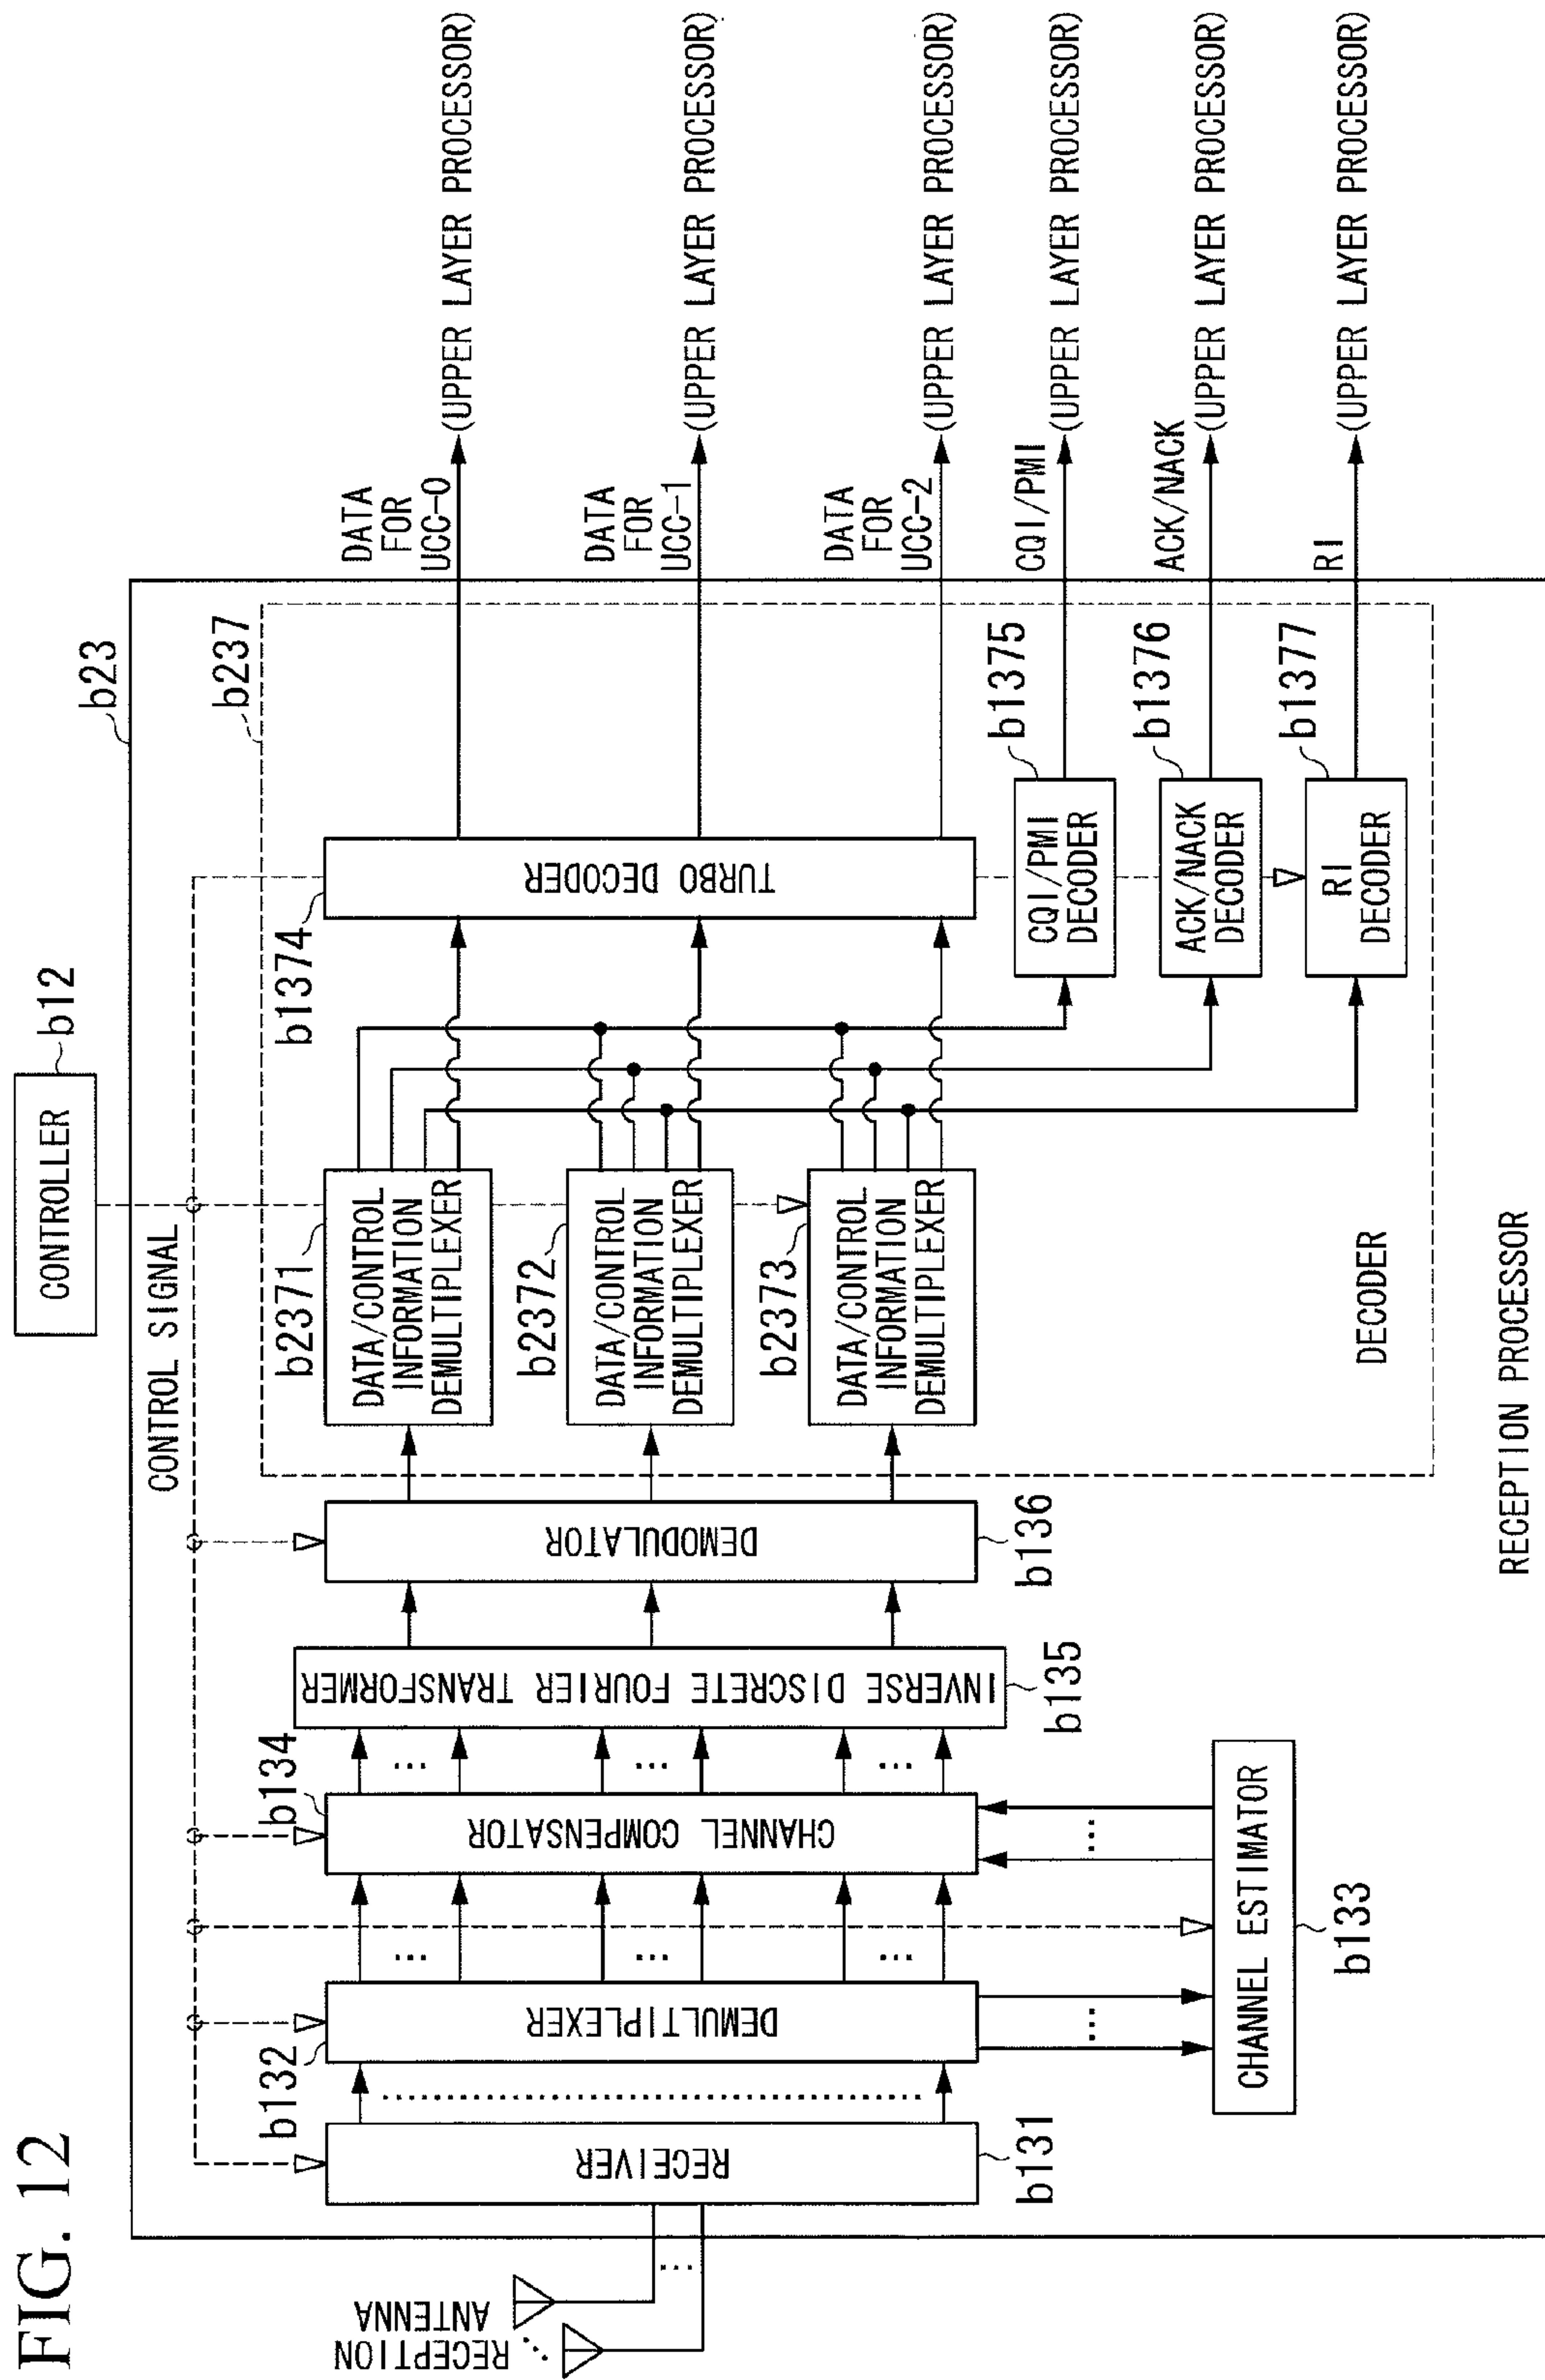 FIG. 12
CONTROLLER
b12
b23
CONTROL SIGNAL
b237
RECEPTION
ANTENNA
RECEIVER
b131
b132
DEMULTIPLEXER
CHANNEL ESTIMATOR
b133
b134
CHANNEL COMPENSATOR
INVERSE DISCRETE FOURIER TRANSFORMER
b135
DEMODULATOR
b136
b2371
DATA/CONTROL
INFORMATION
DEMULTIPLEXER
b2372
DATA/CONTROL
INFORMATION
DEMULTIPLEXER
b2373
DATA/CONTROL
INFORMATION
DEMULTIPLEXER
b1374
TURBO DECODER
b1375
CQI/PMI
DECODER
b1376
ACK/NACK
DECODER
b1377
RI
DECODER
DATA
FOR
UCC-0
(UPPER LAYER PROCESSOR)
DATA
FOR
UCC-1
(UPPER LAYER PROCESSOR)
DATA
FOR
UCC-2
(UPPER LAYER PROCESSOR)
CQI/PMI
(UPPER LAYER PROCESSOR)
ACK/NACK
(UPPER LAYER PROCESSOR)
RI
(UPPER LAYER PROCESSOR)
DECODER
RECEPTION PROCESSOR